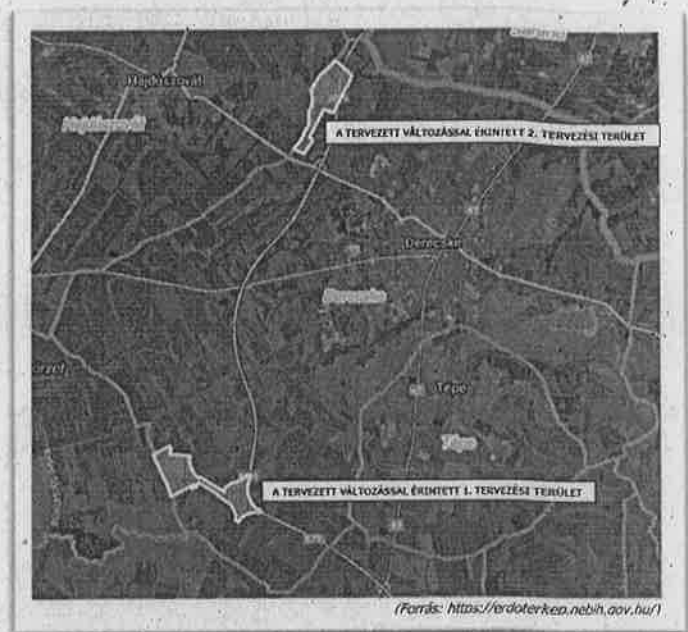 Hajdúszovát
Hajdúszovát
A TERVEZETT VÁLTOZÁSSAL ÉRINTETT 2. TERVEZÉSI TERÜLET
Derecske
Derecske
Tépe
Tépe
A TERVEZETT VÁLTOZÁSSAL ÉRINTETT 1. TERVEZÉSI TERÜLET
(Forrás: https://erdoterkep.nebih.gov.hu/)